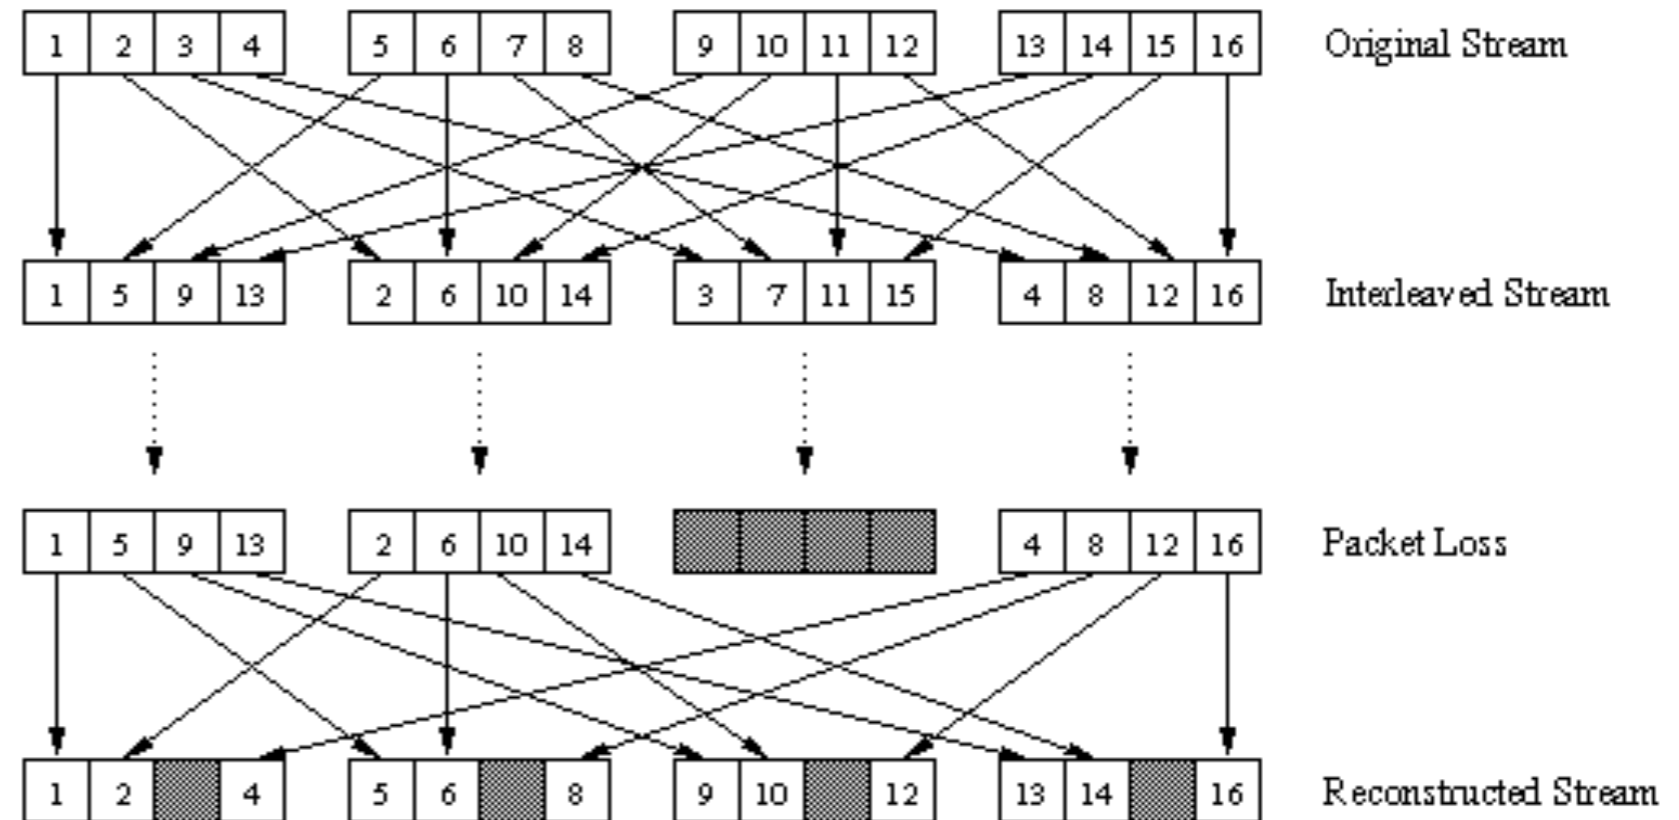 1 2 3 4 5 6 7 8 9 10 11 12 13 14 15 16 Original Stream
1 5 9 13 2 6 10 14 3 7 11 15 4 8 12 16 Interleaved Stream
1 5 9 13 2 6 10 14 4 8 12 16 Packet Loss
1 2 4 5 6 8 9 10 12 13 14 16 Reconstructed Stream